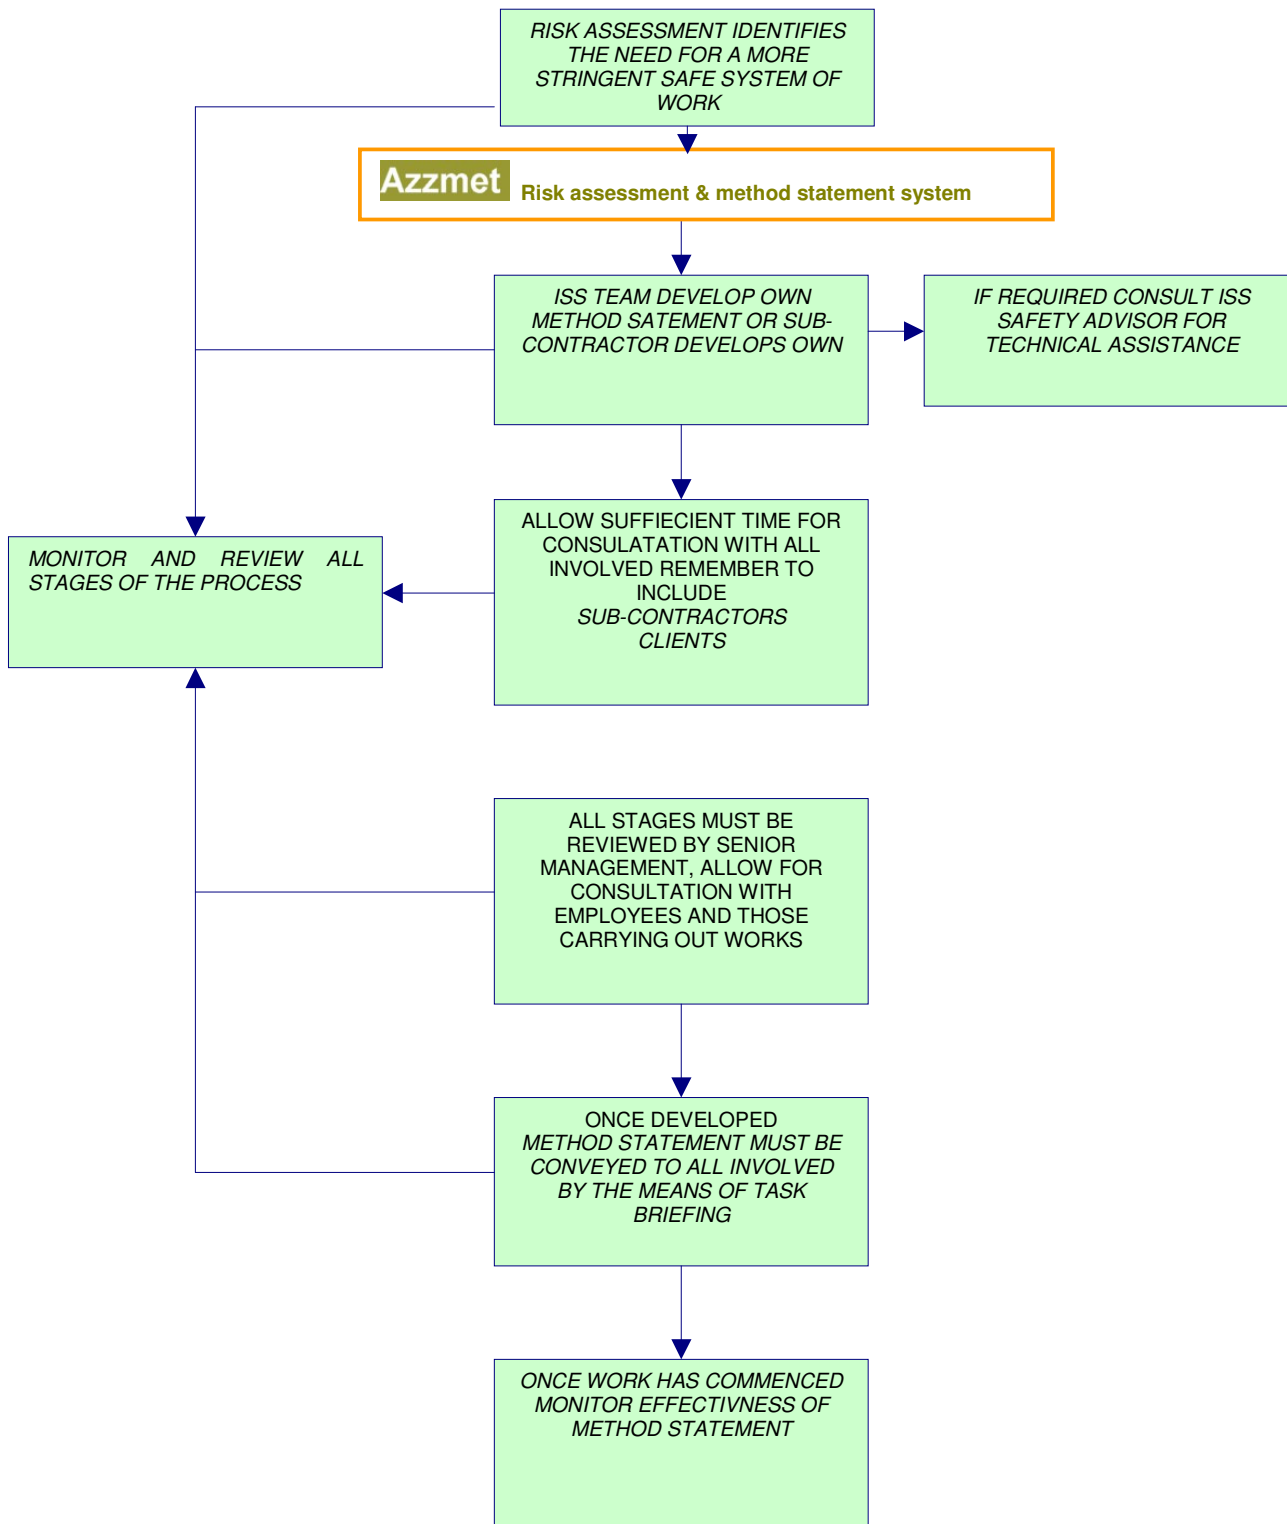 RISK ASSESSMENT IDENTIFIES
THE NEED FOR A MORE
STRINGENT SAFE SYSTEM OF
WORK
Azzmet Risk assessment & method statement system
ISS TEAM DEVELOP OWN
METHOD SATEMENT OR SUB-
CONTRACTOR DEVELOPS OWN
IF REQUIRED CONSULT ISS
SAFETY ADVISOR FOR
TECHNICAL ASSISTANCE
ALLOW SUFFIECIENT TIME FOR
CONSULATATION WITH ALL
INVOLVED REMEMBER TO
INCLUDE
SUB-CONTRACTORS
CLIENTS
MONITOR AND REVIEW ALL
STAGES OF THE PROCESS
ALL STAGES MUST BE
REVIEWED BY SENIOR
MANAGEMENT, ALLOW FOR
CONSULTATION WITH
EMPLOYEES AND THOSE
CARRYING OUT WORKS
ONCE DEVELOPED
METHOD STATEMENT MUST BE
CONVEYED TO ALL INVOLVED
BY THE MEANS OF TASK
BRIEFING
ONCE WORK HAS COMMENCED
MONITOR EFFECTIVNESS OF
METHOD STATEMENT